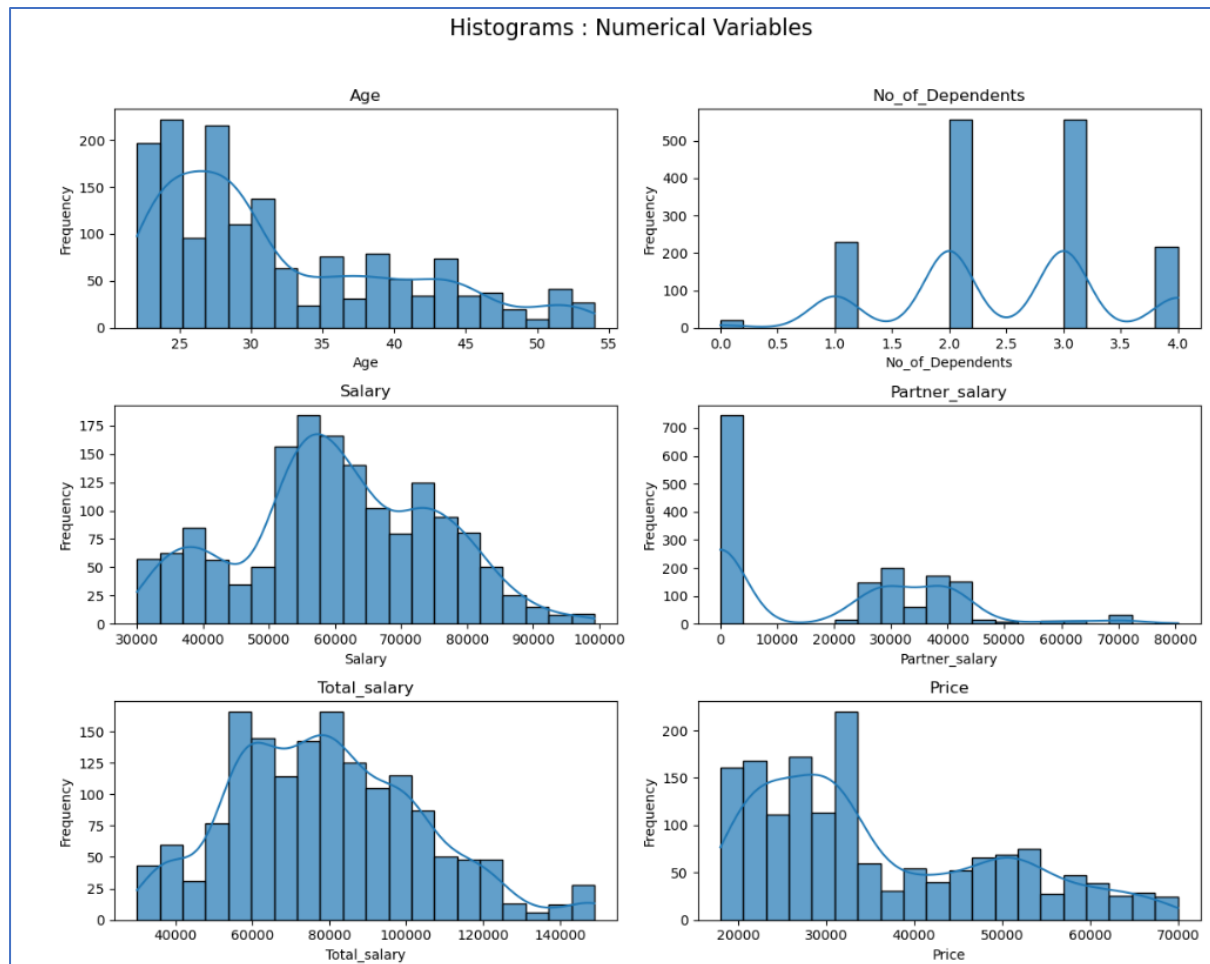 Histograms : Numerical Variables
Age
200
150
100
50
0
Frequency
25 30 35 40 45 50 55
Age
No_of_Dependents
500
400
300
200
100
0
Frequency
0.0 0.5 1.0 1.5 2.0 2.5 3.0 3.5 4.0
No_of_Dependents
Salary
175
150
125
100
75
50
25
0
Frequency
30000 40000 50000 60000 70000 80000 90000 100000
Salary
Partner_salary
700
600
500
400
300
200
100
0
Frequency
0 10000 20000 30000 40000 50000 60000 70000 80000
Partner_salary
Total_salary
150
125
100
75
50
25
0
Frequency
40000 60000 80000 100000 120000 140000
Total_salary
Price
200
150
100
50
0
Frequency
20000 30000 40000 50000 60000 70000
Price